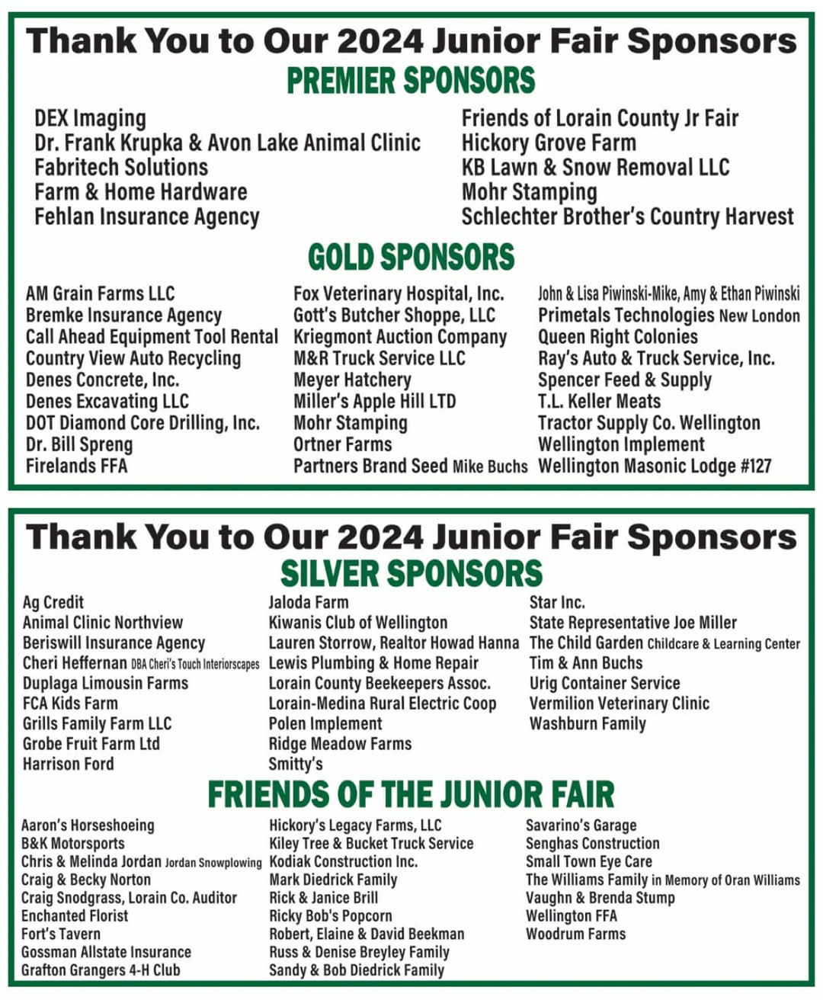 Thank You to Our 2024 Junior Fair Sponsors
PREMIER SPONSORS
DEX Imaging
Dr. Frank Krupka & Avon Lake Animal Clinic
Fabritech Solutions
Farm & Home Hardware
Fehlan Insurance Agency
Friends of Lorain County Jr Fair
Hickory Grove Farm
KB Lawn & Snow Removal LLC
Mohr Stamping
Schlechter Brother's Country Harvest
GOLD SPONSORS
AM Grain Farms LLC
Bremke Insurance Agency
Call Ahead Equipment Tool Rental
Country View Auto Recycling
Denes Concrete, Inc.
Denes Excavating LLC
DOT Diamond Core Drilling, Inc.
Dr. Bill Spreng
Firelands FFA
Fox Veterinary Hospital, Inc.
Gott's Butcher Shoppe, LLC
Kriegmont Auction Company
M&R Truck Service LLC
Meyer Hatchery
Miller's Apple Hill LTD
Mohr Stamping
Ortner Farms
Partners Brand Seed Mike Buchs
John & Lisa Piwinski-Mike, Amy & Ethan Piwinski
Primetals Technologies New London
Queen Right Colonies
Ray's Auto & Truck Service, Inc.
Spencer Feed & Supply
T.L. Keller Meats
Tractor Supply Co. Wellington
Wellington Implement
Wellington Masonic Lodge #127
Thank You to Our 2024 Junior Fair Sponsors
SILVER SPONSORS
Ag Credit
Animal Clinic Northview
Beriswill Insurance Agency
Cheri Heffernan DBA Cheri's Touch Interiorscapes
Duplaga Limousin Farms
FCA Kids Farm
Grills Family Farm LLC
Grobe Fruit Farm Ltd
Harrison Ford
Jaloda Farm
Kiwanis Club of Wellington
Lauren Storrow, Realtor Howad Hanna
Lewis Plumbing & Home Repair
Lorain County Beekeepers Assoc.
Lorain-Medina Rural Electric Coop
Polen Implement
Ridge Meadow Farms
Smitty's
Star Inc.
State Representative Joe Miller
The Child Garden Childcare & Learning Center
Tim & Ann Buchs
Urig Container Service
Vermilion Veterinary Clinic
Washburn Family
FRIENDS OF THE JUNIOR FAIR
Aaron's Horseshoeing
B&K Motorsports
Chris & Melinda Jordan Jordan Snowplowing
Craig & Becky Norton
Craig Snodgrass, Lorain Co. Auditor
Enchanted Florist
Fort's Tavern
Gossman Allstate Insurance
Grafton Grangers 4-H Club
Hickory's Legacy Farms, LLC
Kiley Tree & Bucket Truck Service
Kodiak Construction Inc.
Mark Diedrick Family
Rick & Janice Brill
Ricky Bob's Popcorn
Robert, Elaine & David Beekman
Russ & Denise Breyley Family
Sandy & Bob Diedrick Family
Savarino's Garage
Senghas Construction
Small Town Eye Care
The Williams Family in Memory of Oran Williams
Vaughn & Brenda Stump
Wellington FFA
Woodrum Farms